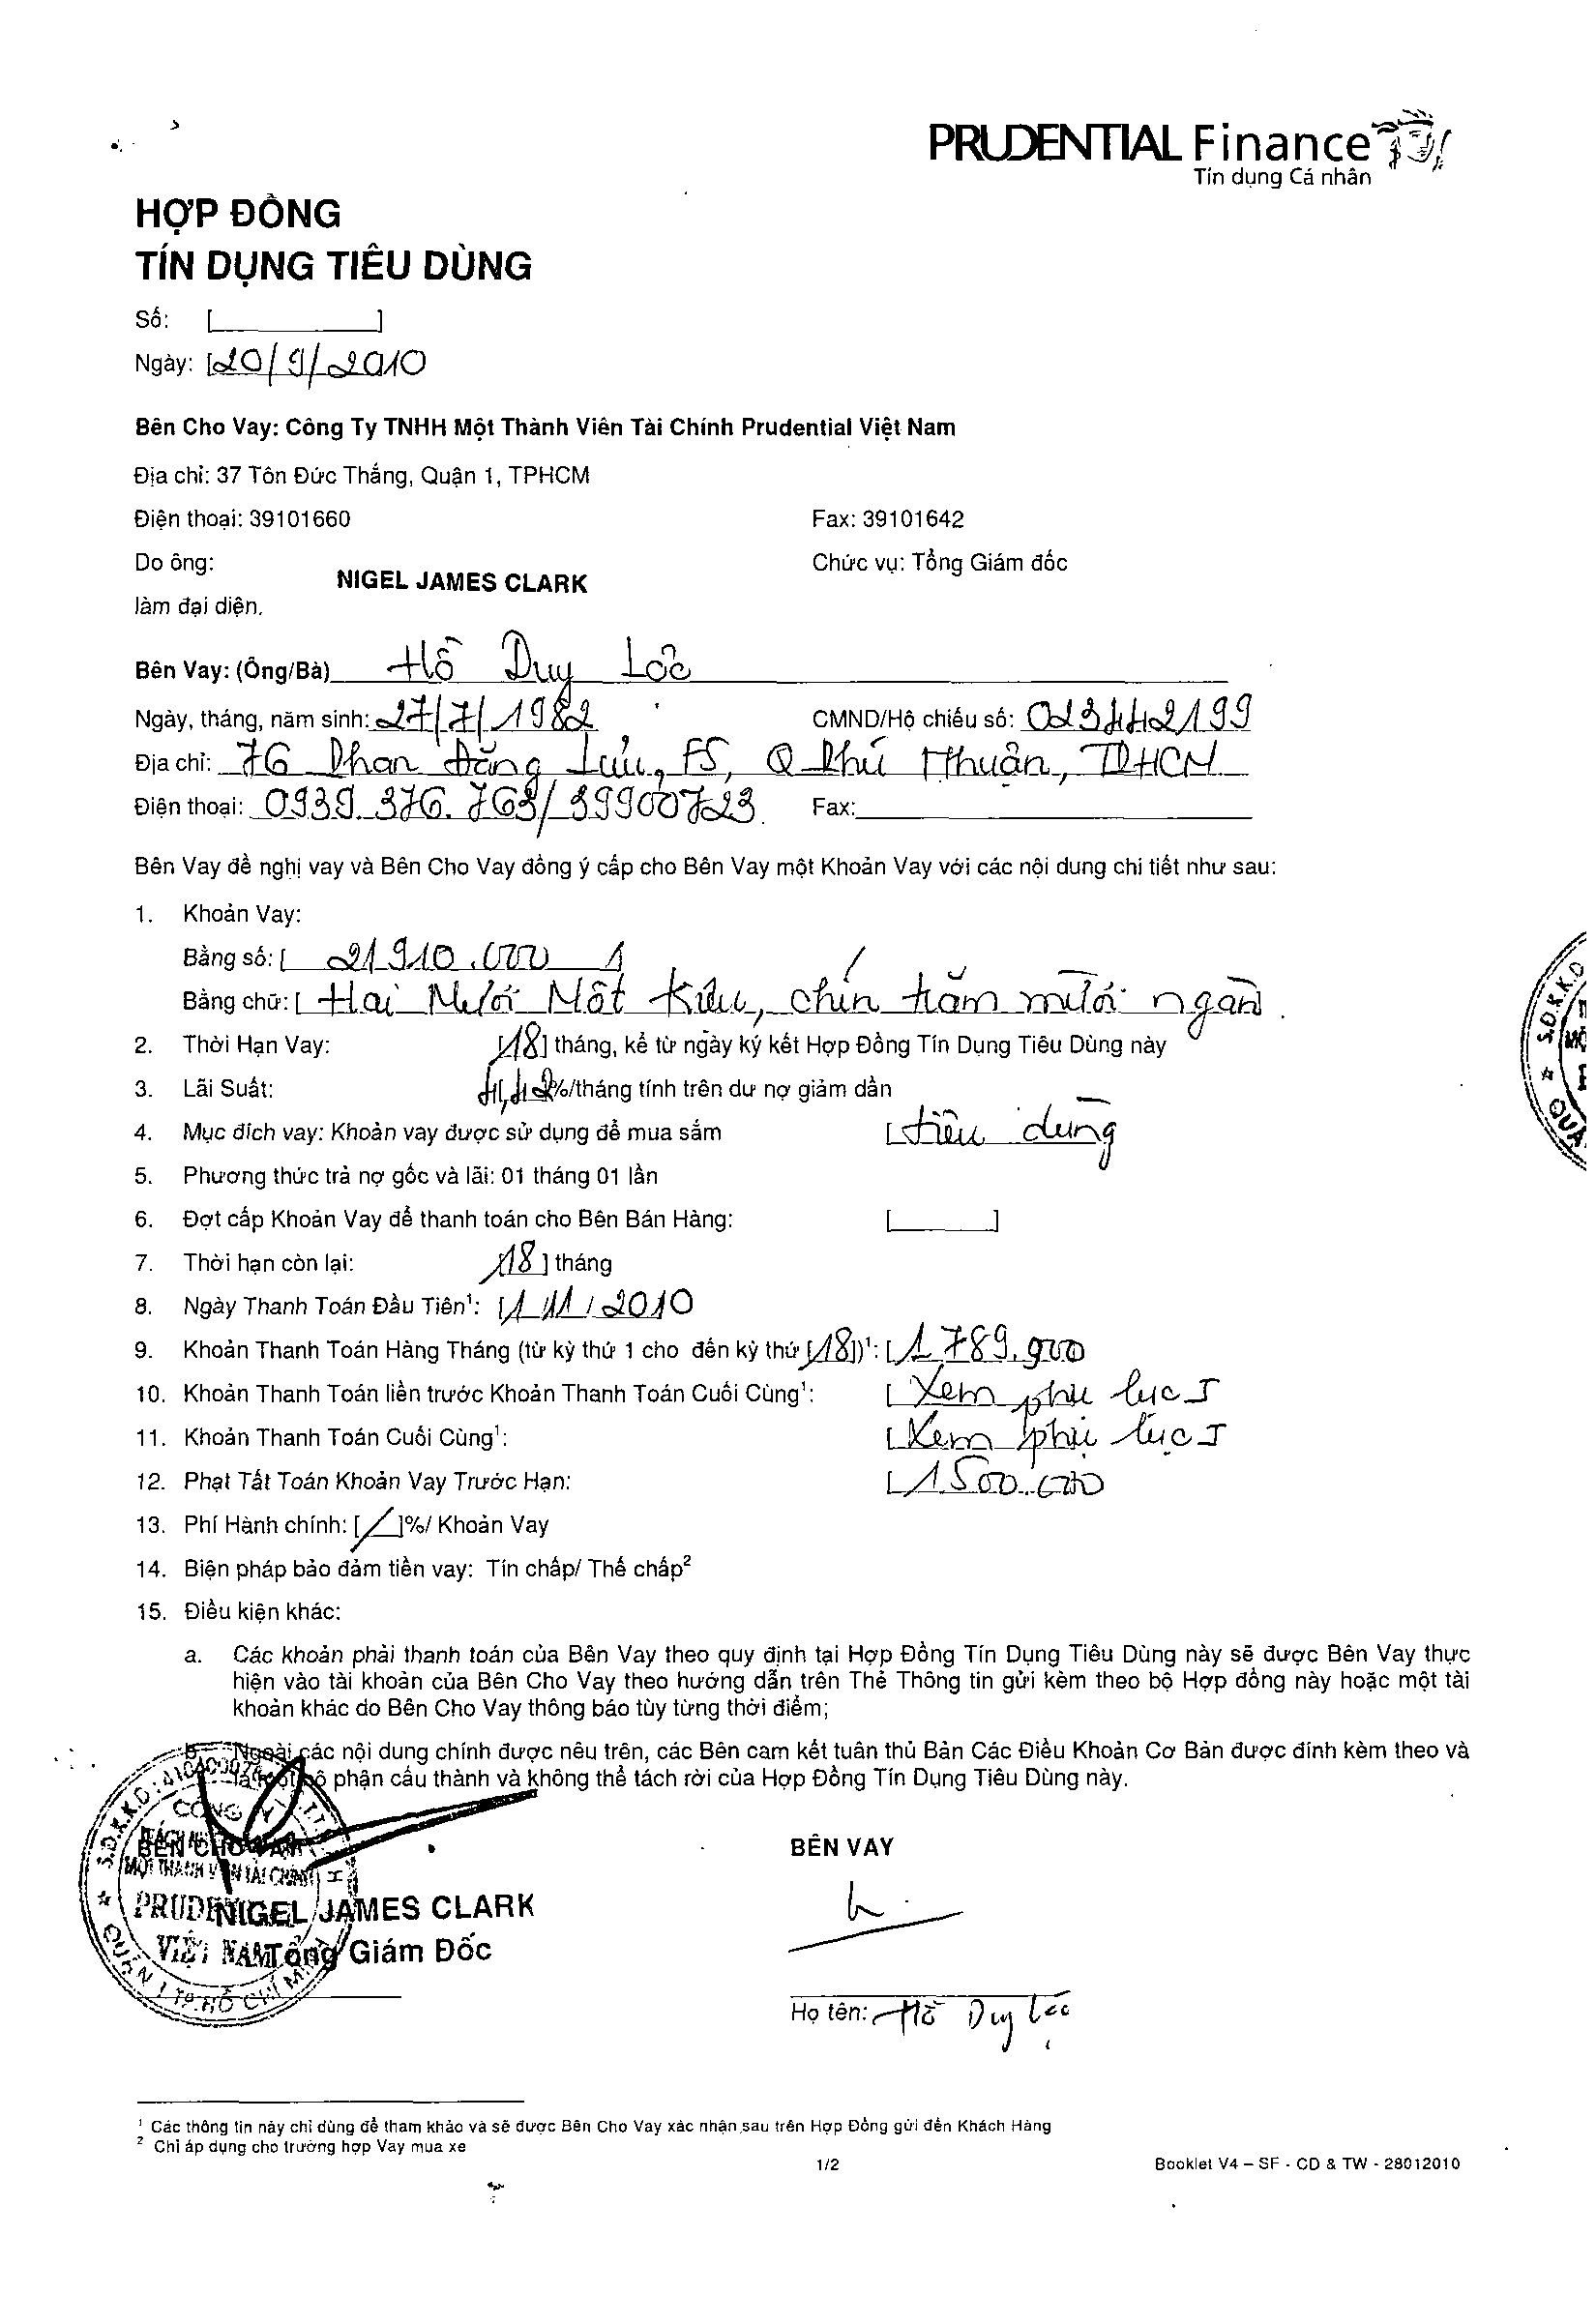 PRUDENTIAL Finance
Tín dụng Cá nhân
HỢP ĐỒNG
TÍN DỤNG TIÊU DÙNG
Số: [ ]
Ngày: [20/9/2010
Bên Cho Vay: Công Ty TNHH Một Thành Viên Tài Chính Prudential Việt Nam
Địa chỉ: 37 Tôn Đức Thắng, Quận 1, TPHCM
Điện thoại: 39101660 Fax: 39101642
Do ông: NIGEL JAMES CLARK Chức vụ: Tổng Giám đốc
làm đại diện.
Bên Vay: (Ông/Bà) Hồ Duy Lộc
Ngày, tháng, năm sinh: 27/7/1982 CMND/Hộ chiếu số: 023442199
Địa chỉ: 76 Phan Đăng Lưu, F5, Q Phú Nhuận, TPHCM
Điện thoại: 0939.376.763/39900723 Fax:
Bên Vay đề nghị vay và Bên Cho Vay đồng ý cấp cho Bên Vay một Khoản Vay với các nội dung chi tiết như sau:
1. Khoản Vay:
Bằng số: [ 21.910.000
Bằng chữ: [ Hai Mươi Mốt triệu, chín trăm mười ngàn.
2. Thời Hạn Vay: [18] tháng, kể từ ngày ký kết Hợp Đồng Tín Dụng Tiêu Dùng này
3. Lãi Suất: 4,42%/tháng tính trên dư nợ giảm dần
4. Mục đích vay: Khoản vay được sử dụng để mua sắm [ tiêu dùng
5. Phương thức trả nợ gốc và lãi: 01 tháng 01 lần
6. Đợt cấp Khoản Vay để thanh toán cho Bên Bán Hàng: [ ]
7. Thời hạn còn lại: [18] tháng
8. Ngày Thanh Toán Đầu Tiên¹: [1/11/2010
9. Khoản Thanh Toán Hàng Tháng (từ kỳ thứ 1 cho đến kỳ thứ [18])¹: [1.789.900
10. Khoản Thanh Toán liền trước Khoản Thanh Toán Cuối Cùng¹: [ Xem phụ lục I
11. Khoản Thanh Toán Cuối Cùng¹: [ Xem phụ lục I
12. Phạt Tất Toán Khoản Vay Trước Hạn: [1.500.000
13. Phí Hành chính: [/]%/ Khoản Vay
14. Biện pháp bảo đảm tiền vay: Tín chấp/ Thế chấp²
15. Điều kiện khác:
a. Các khoản phải thanh toán của Bên Vay theo quy định tại Hợp Đồng Tín Dụng Tiêu Dùng này sẽ được Bên Vay thực
hiện vào tài khoản của Bên Cho Vay theo hướng dẫn trên Thẻ Thông tin gửi kèm theo bộ Hợp đồng này hoặc một tài
khoản khác do Bên Cho Vay thông báo tùy từng thời điểm;
b. Ngoài các nội dung chính được nêu trên, các Bên cam kết tuân thủ Bản Các Điều Khoản Cơ Bản được đính kèm theo và
là một bộ phận cấu thành và không thể tách rời của Hợp Đồng Tín Dụng Tiêu Dùng này.
BÊN CHO VAY BÊN VAY
NIGEL JAMES CLARK
Tổng Giám Đốc
Họ tên: Hồ Duy Lộc
S.Đ.K.K.D:
CÔNG TY
MỘT THÀNH VIÊN TÀI CHÍNH
PRUDENTIAL
VIỆT NAM
QUẬN 1 TP.HỒ CHÍ MINH
S.Đ.K.K.D
¹ Các thông tin này chỉ dùng để tham khảo và sẽ được Bên Cho Vay xác nhận sau trên Hợp Đồng gửi đến Khách Hàng
² Chỉ áp dụng cho trường hợp Vay mua xe
1/2
Booklet V4 – SF - CD & TW - 28012010